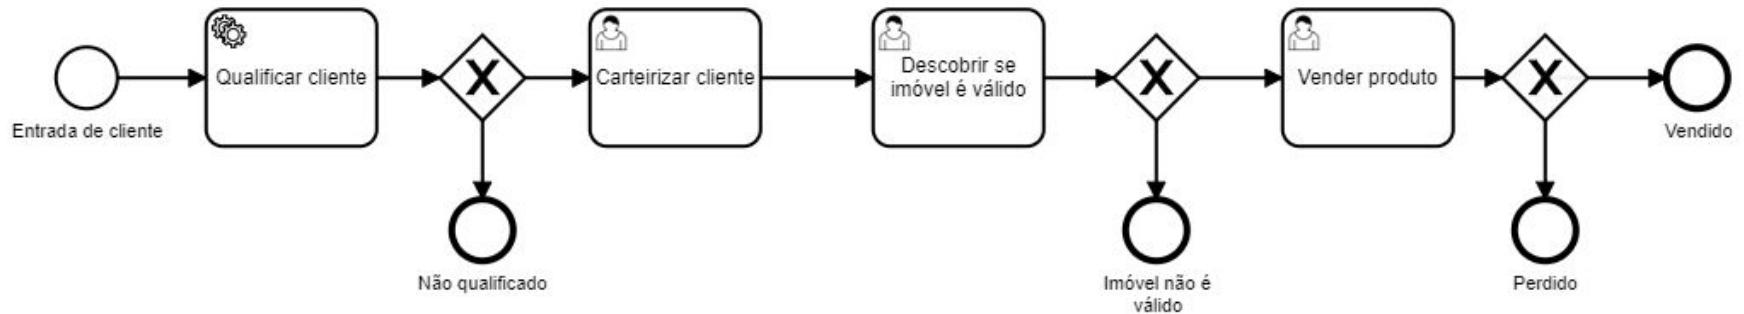 Entrada de cliente
Qualificar cliente
Não qualificado
Carteirizar cliente
Descobrir se
imóvel é válido
Imóvel não é
válido
Vender produto
Perdido
Vendido